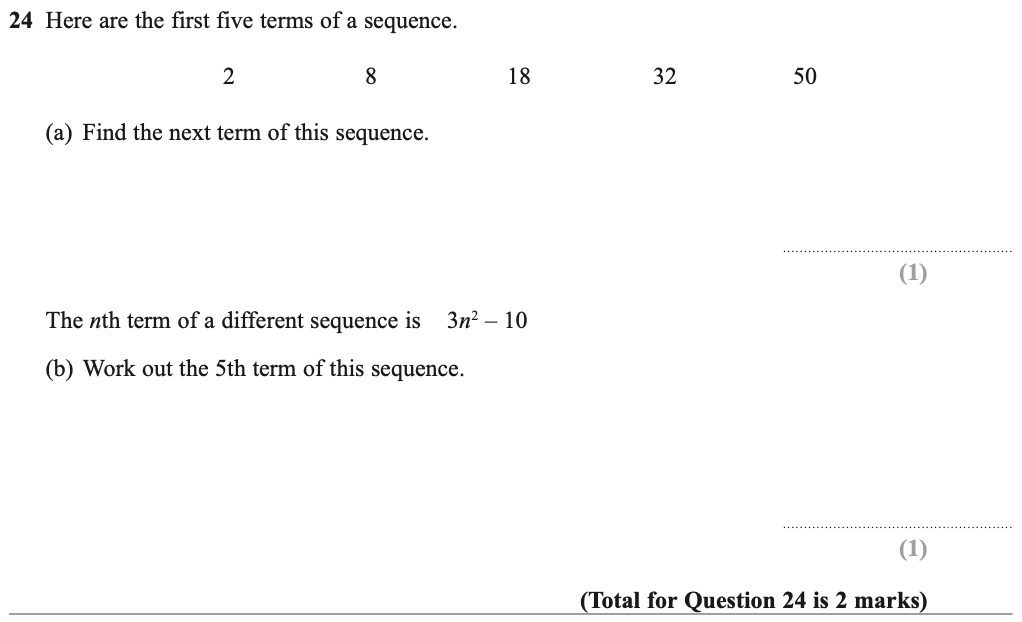 24 Here are the first five terms of a sequence.
2 8 18 32 50
(a) Find the next term of this sequence.
(1)
The nth term of a different sequence is 3n² – 10
(b) Work out the 5th term of this sequence.
(1)
(Total for Question 24 is 2 marks)